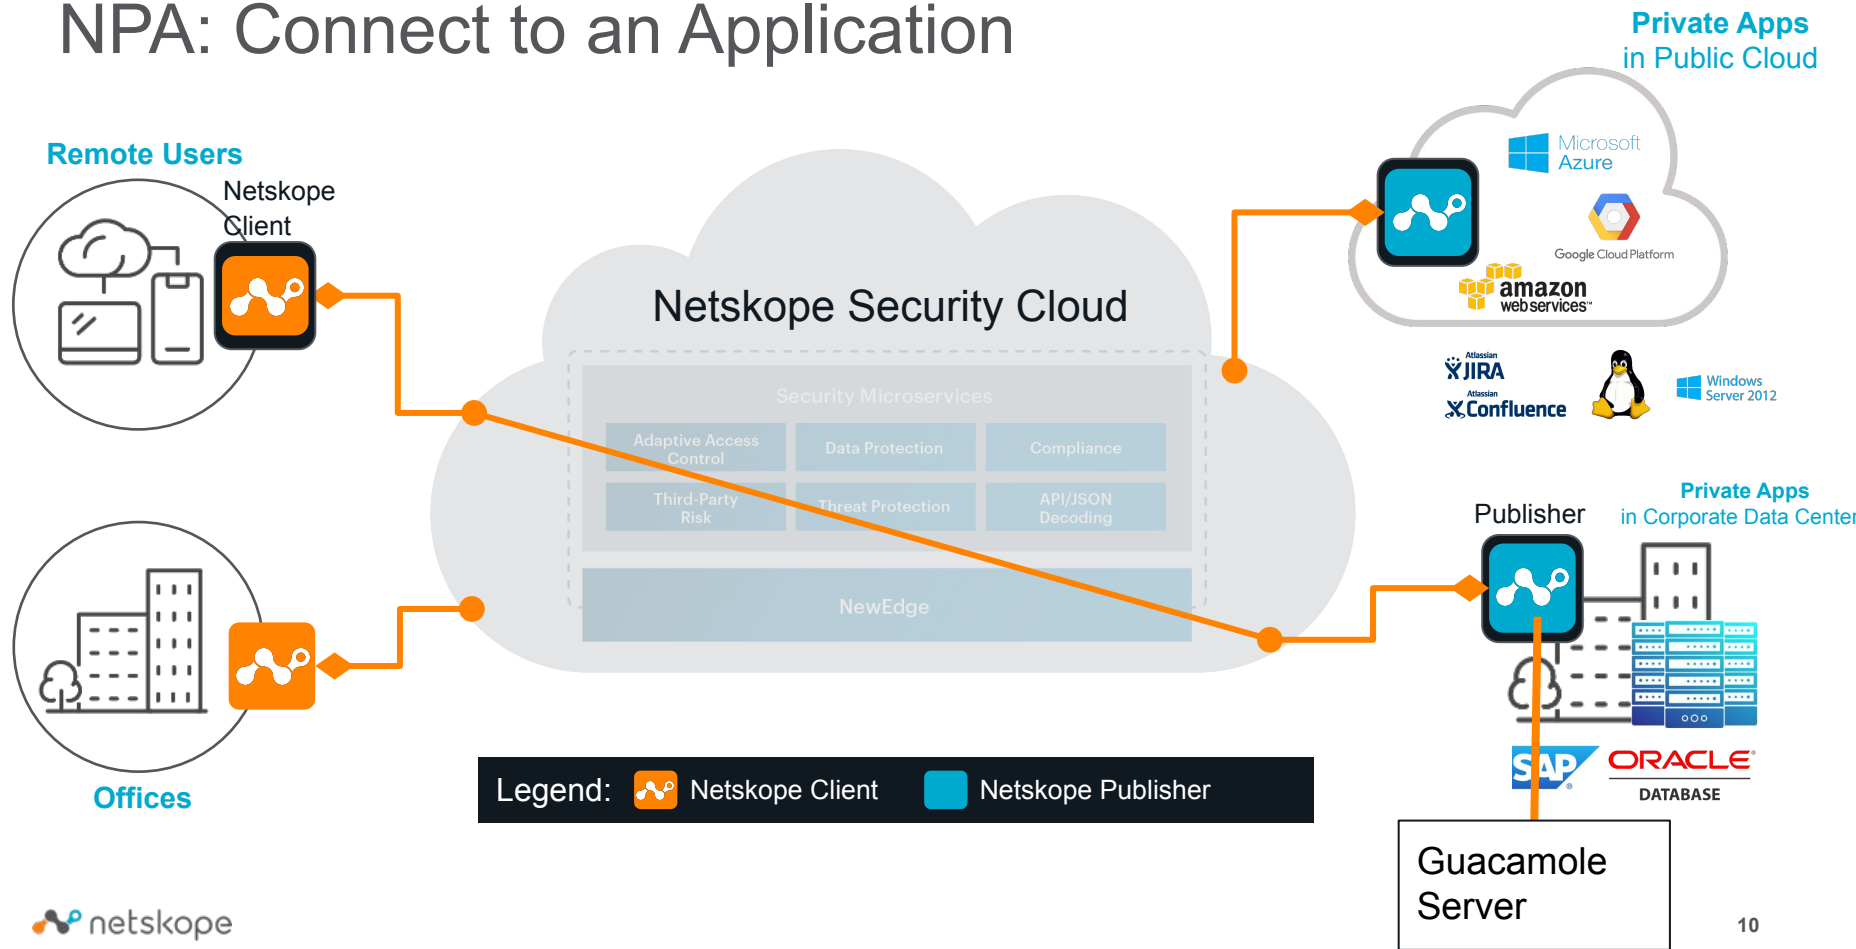 NPA: Connect to an Application
Private Apps
in Public Cloud
Remote Users
Netskope
Client
Microsoft
Azure
Google Cloud Platform
amazon
web services™
Netskope Security Cloud
Security Microservices
Adaptive Access
Control
Data Protection
Compliance
Third-Party
Risk
Threat Protection
API/JSON
Decoding
NewEdge
Atlassian
JIRA
Atlassian
Confluence
Windows
Server 2012
Publisher
Private Apps
in Corporate Data Center
Offices
SAP®
ORACLE®
DATABASE
Legend:
Netskope Client
Netskope Publisher
Guacamole
Server
netskope
10